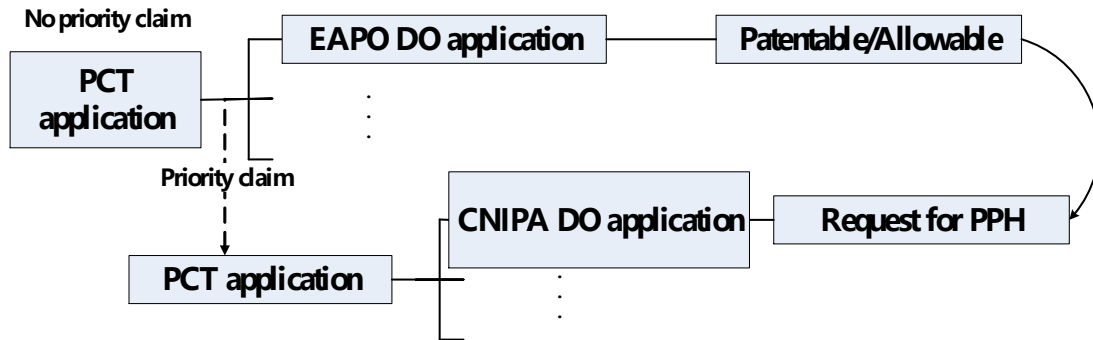 No priority claim
PCT
application
EAPO DO application
Patentable/Allowable
Priority claim
PCT application
CNIPA DO application
Request for PPH